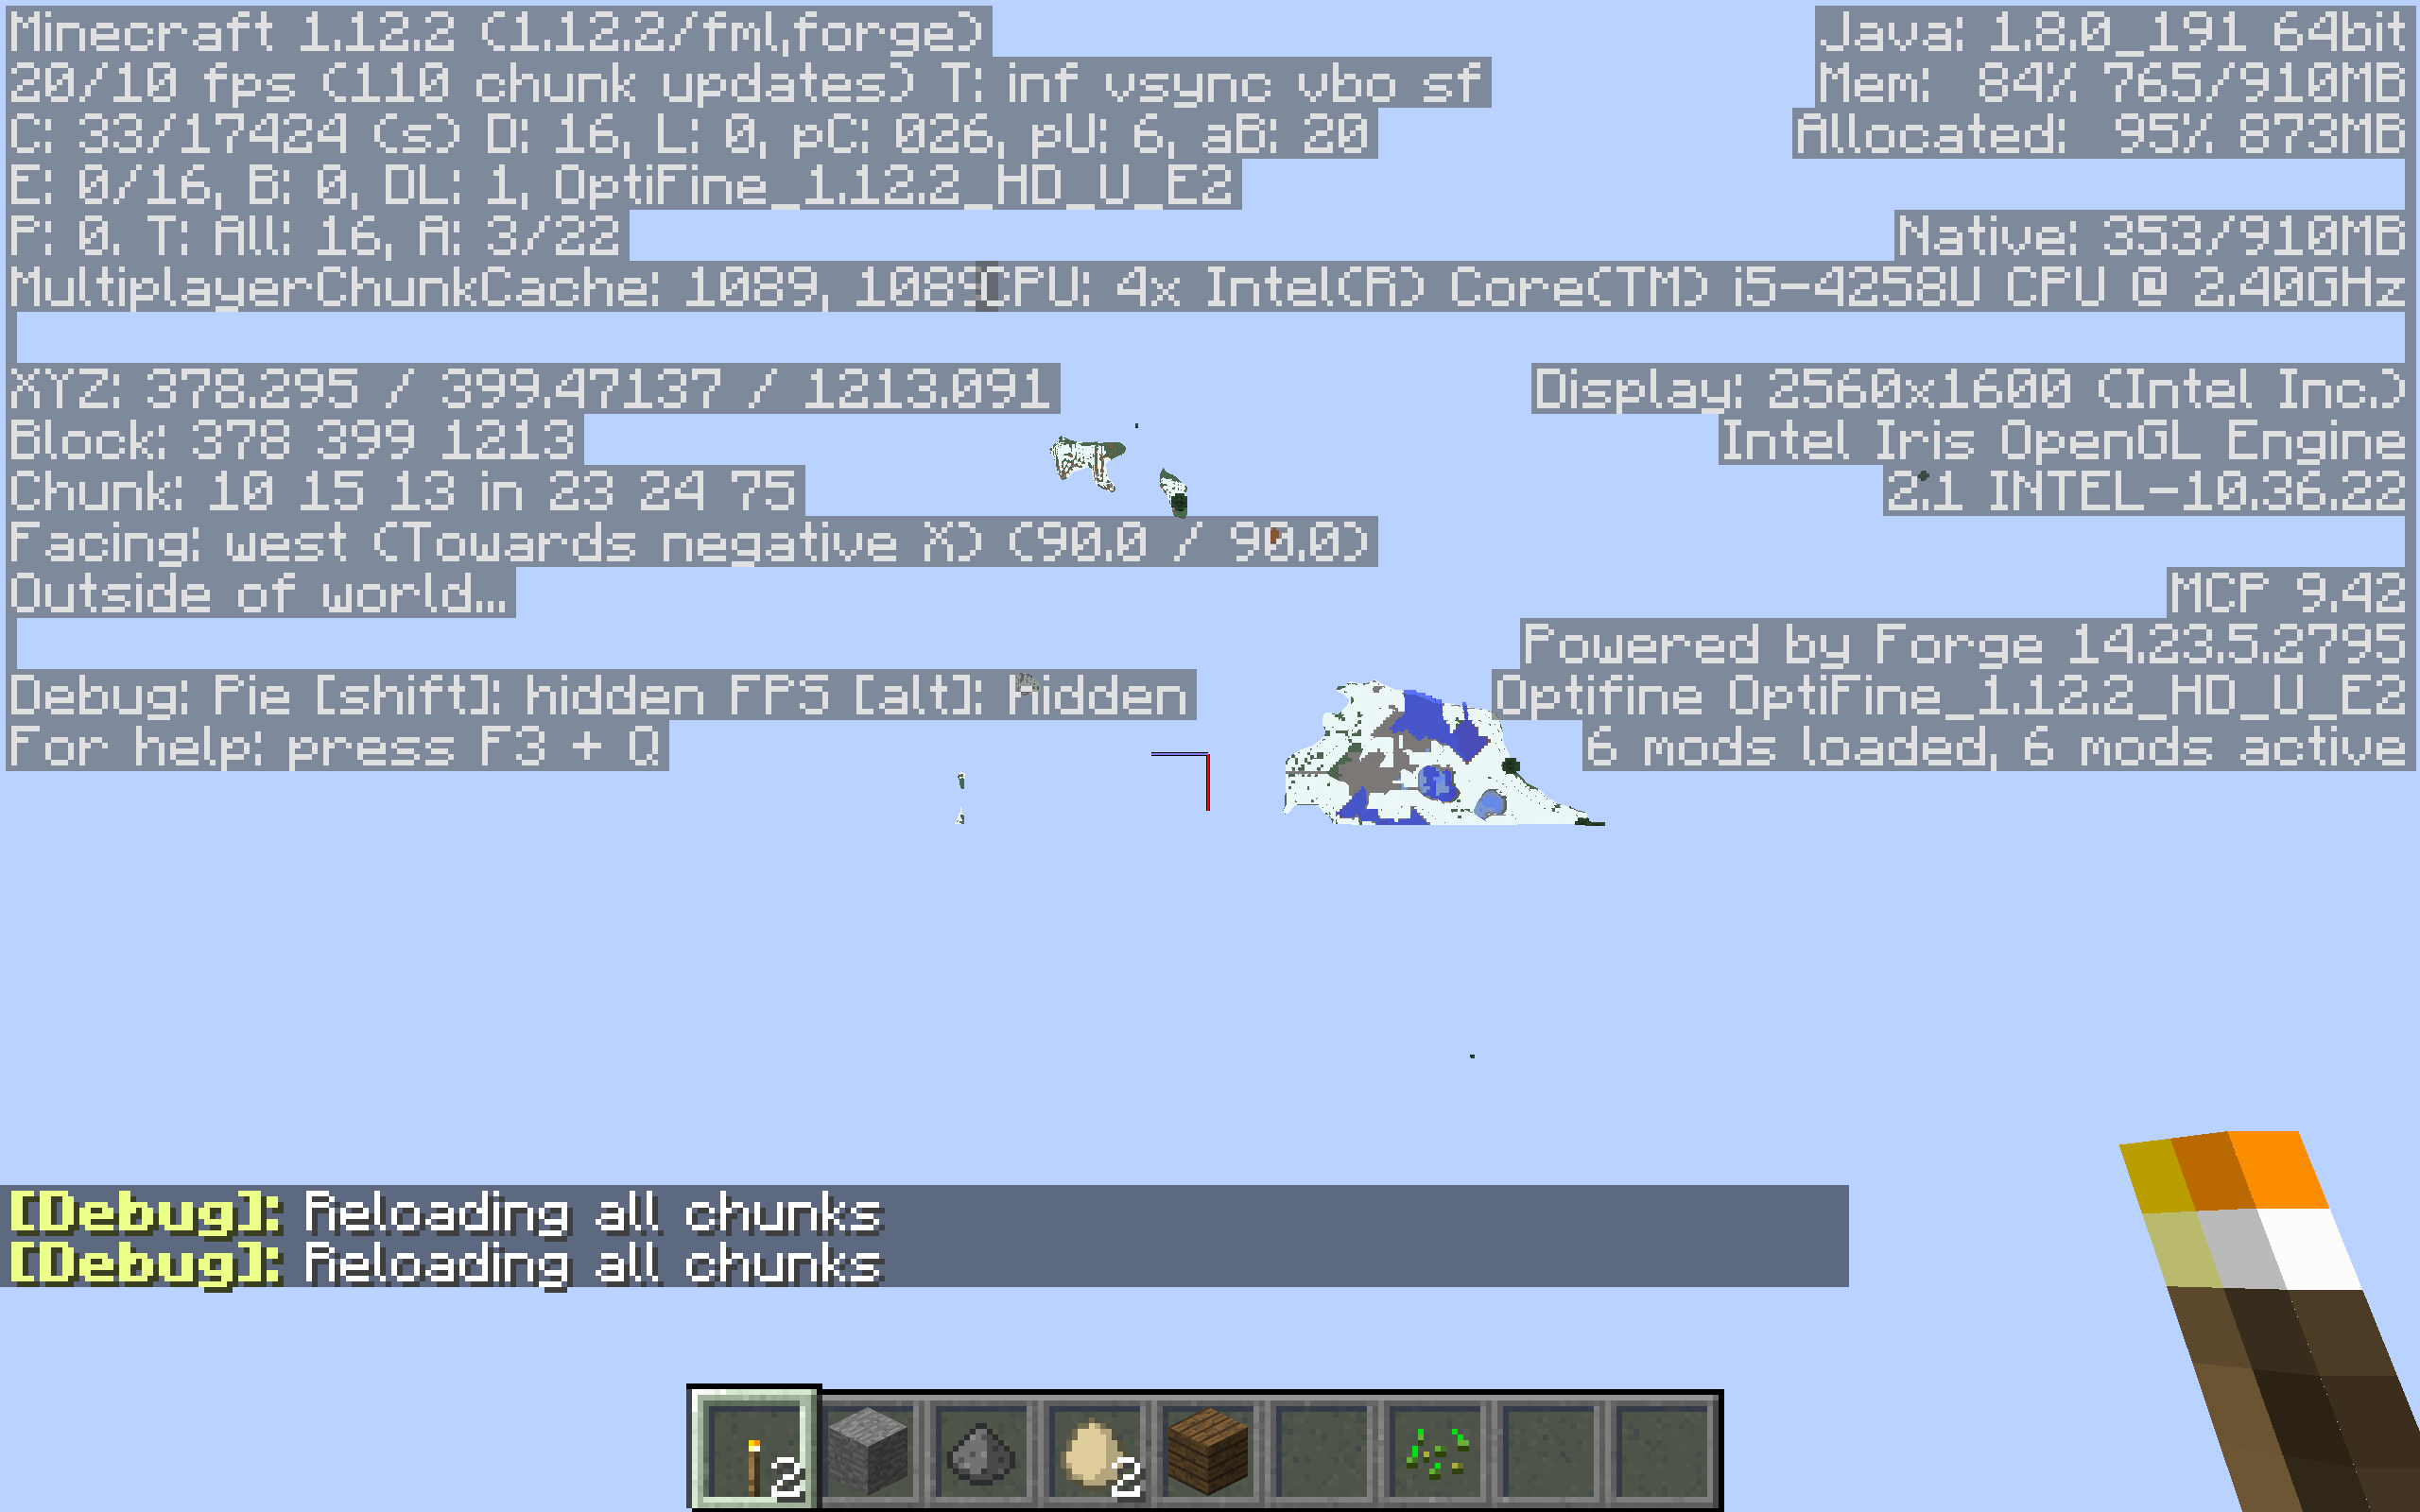 Minecraft 1.12.2 (1.12.2/fml,forge)
20/10 fps (110 chunk updates) T: inf vsync vbo sf
C: 33/17424 (s) D: 16, L: 0, pC: 026, pU: 6, aB: 20
E: 0/16, B: 0, DL: 1, OptiFine_1.12.2_HD_U_E2
P: 0. T: All: 16, A: 3/22
MultiplayerChunkCache: 1089, 1089
XYZ: 378.295 / 399.47137 / 1213.091
Block: 378 399 1213
Chunk: 10 15 13 in 23 24 75
Facing: west (Towards negative X) (90.0 / 90.0)
Outside of world...
Debug: Pie [shift]: hidden FPS [alt]: hidden
For help: press F3 + Q
Java: 1.8.0_191 64bit
Mem: 84% 765/910MB
Allocated: 95% 873MB
Native: 353/910MB
CPU: 4x Intel(R) Core(TM) i5-4258U CPU @ 2.40GHz
Display: 2560x1600 (Intel Inc.)
Intel Iris OpenGL Engine
2.1 INTEL-10.36.22
MCP 9.42
Powered by Forge 14.23.5.2795
Optifine OptiFine_1.12.2_HD_U_E2
6 mods loaded, 6 mods active
[Debug]: Reloading all chunks
[Debug]: Reloading all chunks
2
2